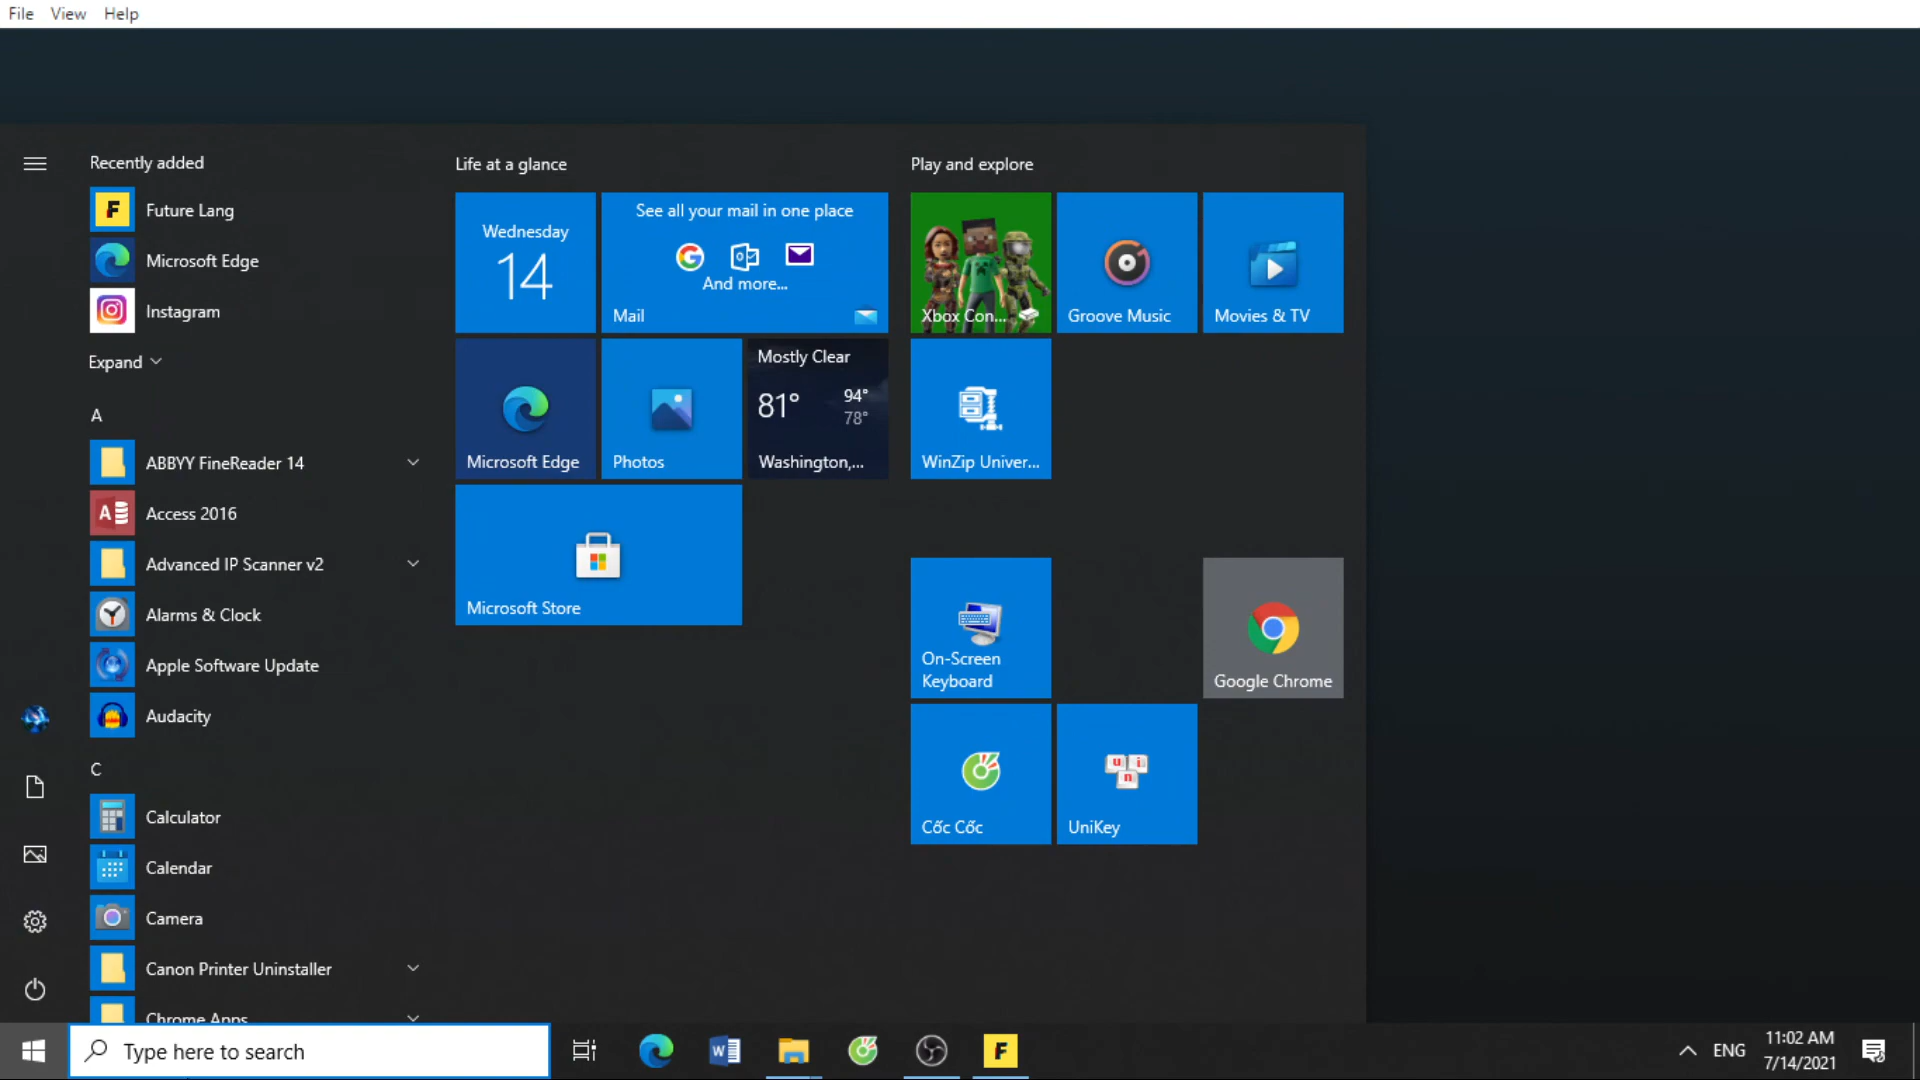 File View Help
Recently added
Future Lang
Microsoft Edge
Instagram
Expand
A
ABBYY FineReader 14
Access 2016
Advanced IP Scanner v2
Alarms & Clock
Apple Software Update
Audacity
C
Calculator
Calendar
Camera
Canon Printer Uninstaller
Chrome Apps
Life at a glance
Wednesday
14
See all your mail in one place
And more...
Mail
Microsoft Edge
Photos
Mostly Clear
81° 94°
78°
Washington,...
Microsoft Store
Play and explore
Xbox Con...
Groove Music
Movies & TV
WinZip Univer...
On-Screen
Keyboard
Google Chrome
Cốc Cốc
UniKey
Type here to search
ENG
11:02 AM
7/14/2021